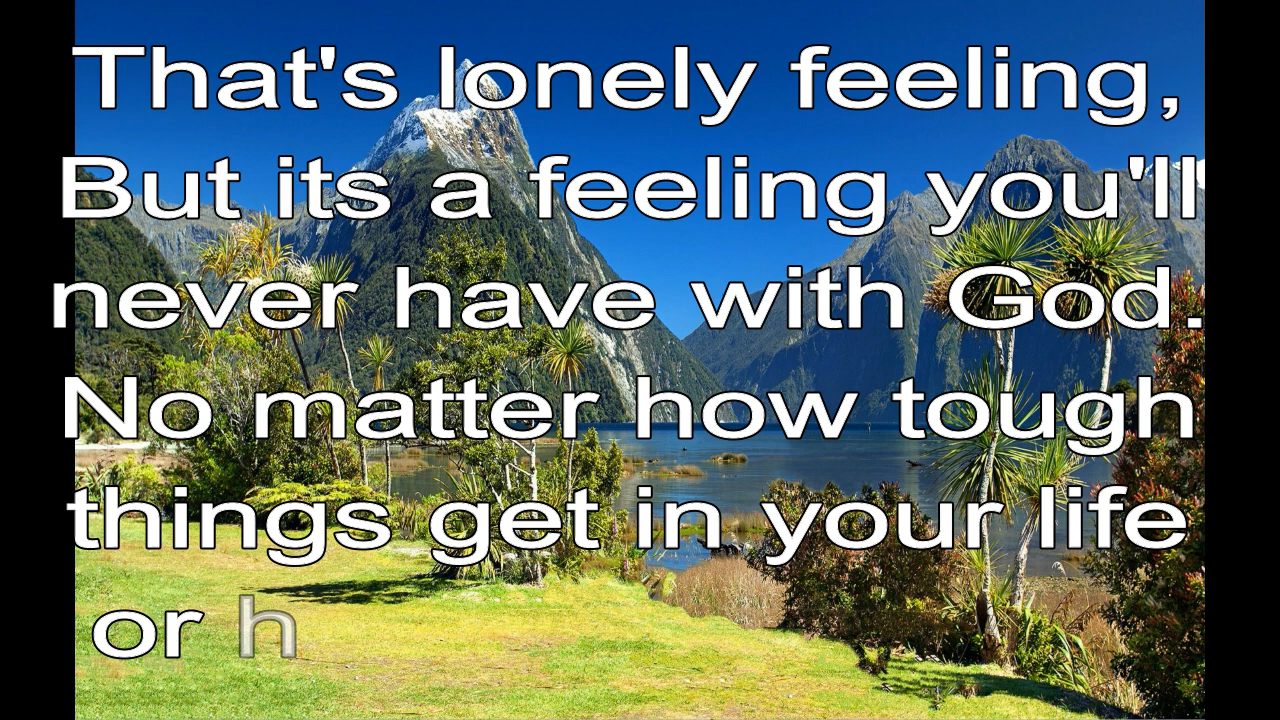 That's lonely feeling,
But its a feeling you'll
never have with God.
No matter how tough
things get in your life
or h